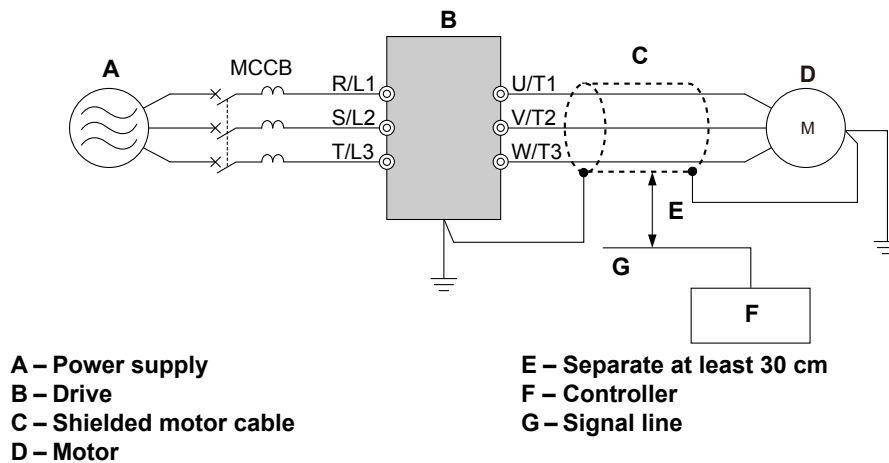 B
A
MCCB
C
D
R/L1
U/T1
S/L2
V/T2
M
T/L3
W/T3
E
G
F
A – Power supply
B – Drive
C – Shielded motor cable
D – Motor
E – Separate at least 30 cm
F – Controller
G – Signal line